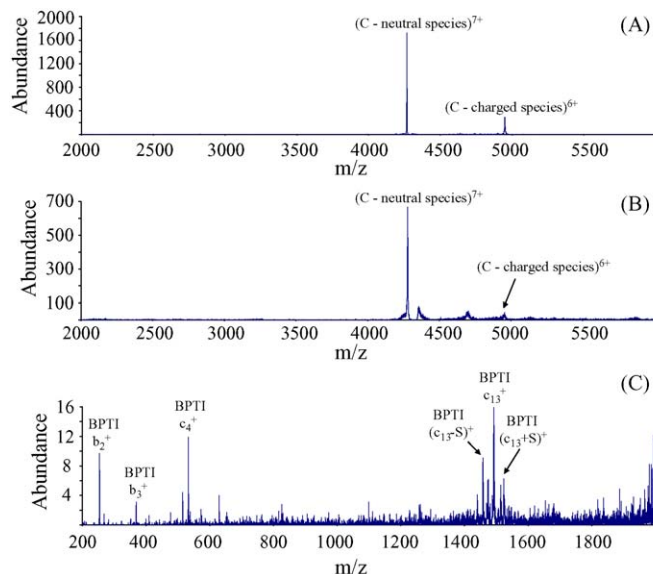 2000
(C - neutral species)7+
(A)
1600
1200
800
(C - charged species)6+
400
Abundance
2000 2500 3000 3500 4000 4500 5000 5500
m/z
700
(C - neutral species)7+
(B)
500
300
(C - charged species)6+
100
Abundance
2000 2500 3000 3500 4000 4500 5000 5500
m/z
16
BPTI
c13+
(C)
BPTI
b2+
BPTI
c4+
BPTI
(c13-S)+
BPTI
(c13+S)+
12
8
BPTI
b3+
4
Abundance
200 400 600 800 1000 1200 1400 1600 1800
m/z